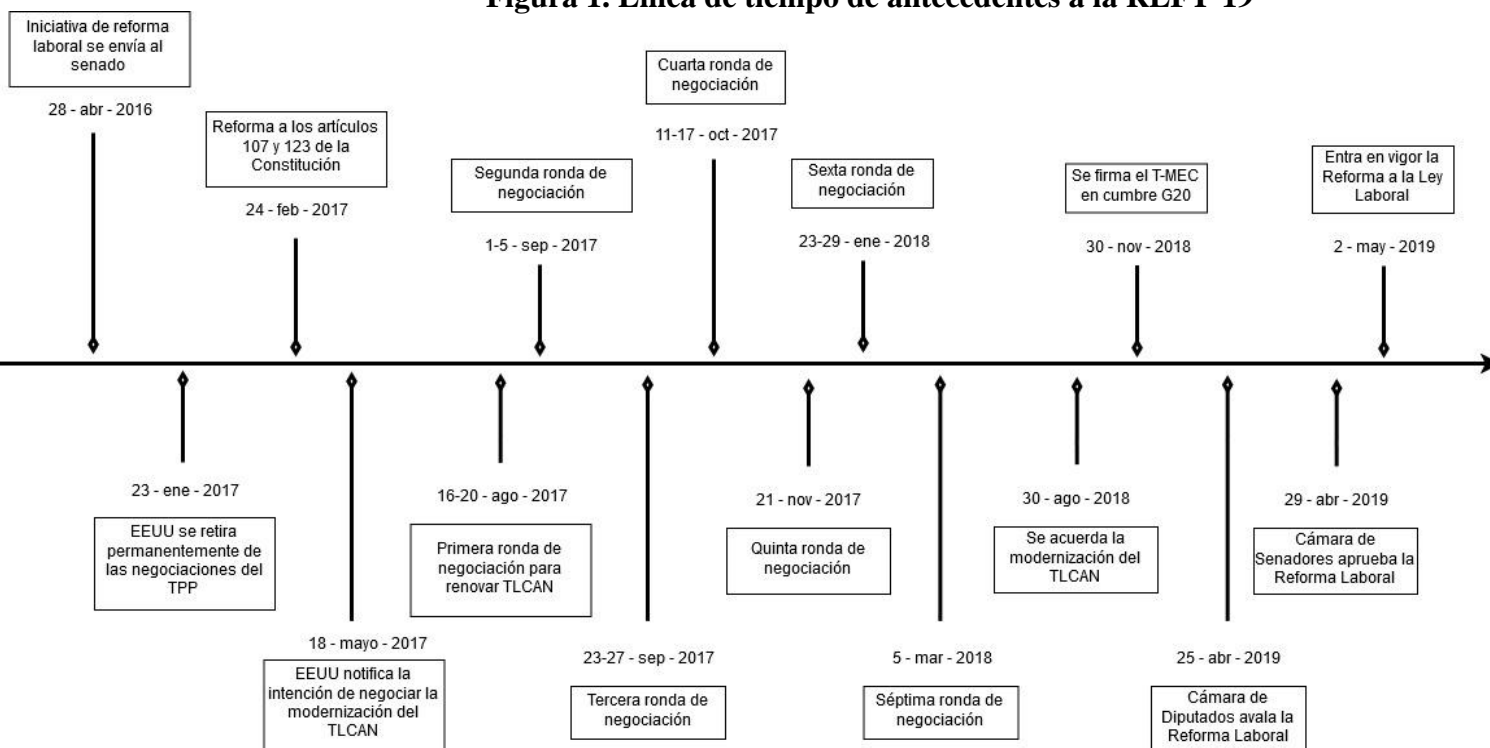 Figura 1. Línea de tiempo de antecedentes a la REFT-19
Iniciativa de reforma
laboral se envía al
senado
28 - abr - 2016
Reforma a los artículos
107 y 123 de la
Constitución
24 - feb - 2017
Segunda ronda de
negociación
1-5 - sep - 2017
Cuarta ronda de
negociación
11-17 - oct - 2017
Sexta ronda de
negociación
23-29 - ene - 2018
Se firma el T-MEC
en cumbre G20
30 - nov - 2018
Entra en vigor la
Reforma a la Ley
Laboral
2 - may - 2019
23 - ene - 2017
EEUU se retira
permanentemente de
las negociaciones del
TPP
18 - mayo - 2017
EEUU notifica la
intención de negociar la
modernización del
TLCAN
16-20 - ago - 2017
Primera ronda de
negociación para
renovar TLCAN
23-27 - sep - 2017
Tercera ronda de
negociación
21 - nov - 2017
Quinta ronda de
negociación
5 - mar - 2018
Séptima ronda de
negociación
30 - ago - 2018
Se acuerda la
modernización del
TLCAN
25 - abr - 2019
Cámara de
Diputados avala la
Reforma Laboral
29 - abr - 2019
Cámara de
Senadores aprueba la
Reforma Laboral